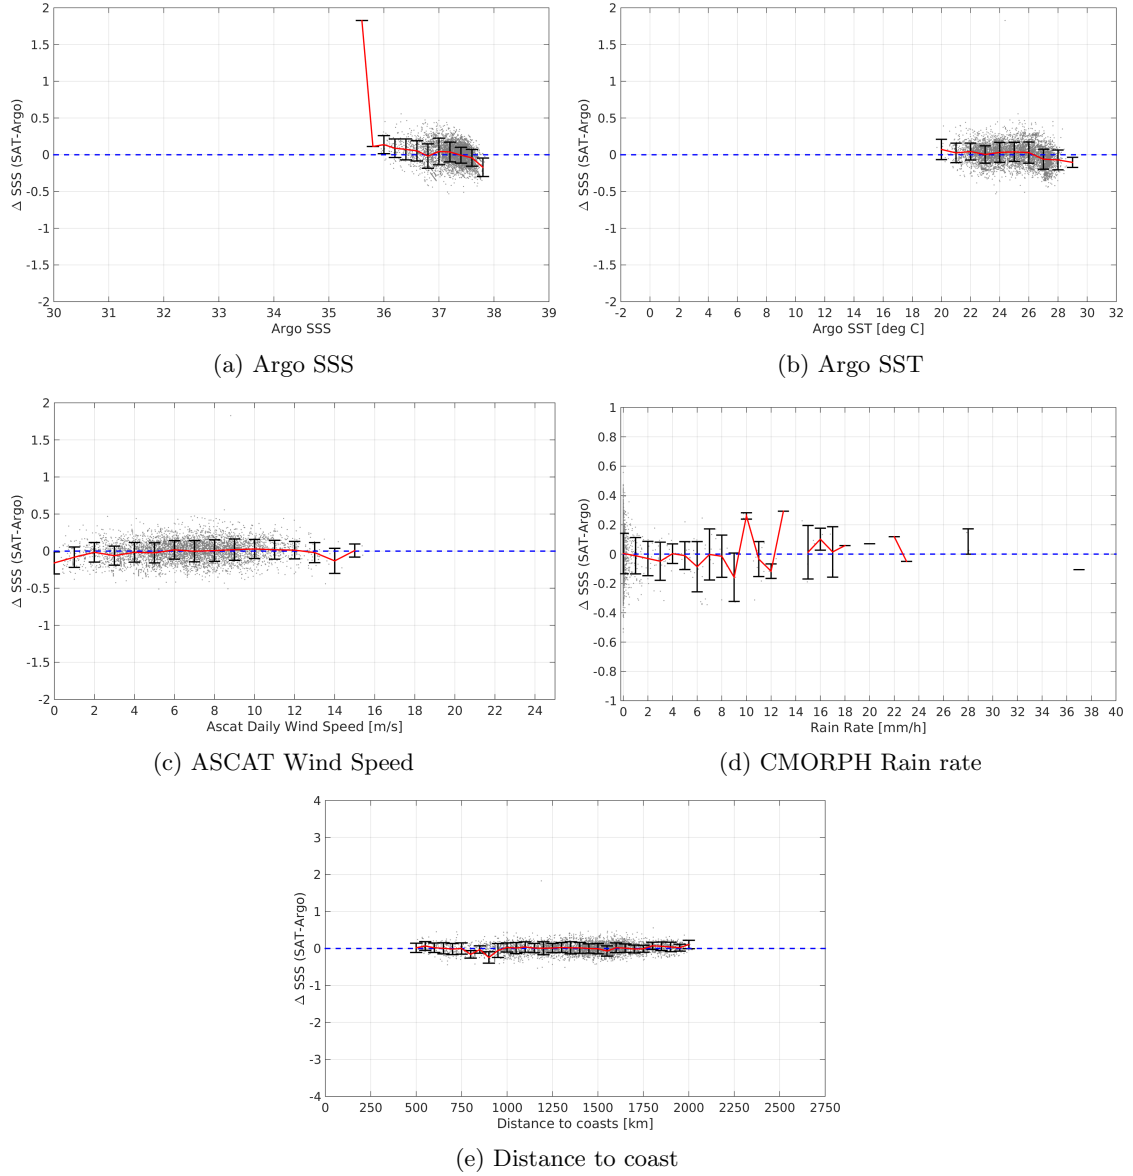 2
1.5
1
0.5
0
-0.5
-1
-1.5
-2
Δ SSS (SAT-Argo)
30 31 32 33 34 35 36 37 38 39
Argo SSS
(a) Argo SSS
2
1.5
1
0.5
0
-0.5
-1
-1.5
-2
Δ SSS (SAT-Argo)
-2 0 2 4 6 8 10 12 14 16 18 20 22 24 26 28 30 32
Argo SST [deg C]
(b) Argo SST
2
1.5
1
0.5
0
-0.5
-1
-1.5
-2
Δ SSS (SAT-Argo)
0 2 4 6 8 10 12 14 16 18 20 22 24
Ascat Daily Wind Speed [m/s]
(c) ASCAT Wind Speed
1
0.8
0.6
0.4
0.2
0
-0.2
-0.4
-0.6
-0.8
-1
Δ SSS (SAT-Argo)
0 2 4 6 8 10 12 14 16 18 20 22 24 26 28 30 32 34 36 38 40
Rain Rate [mm/h]
(d) CMORPH Rain rate
4
3
2
1
0
-1
-2
-3
-4
Δ SSS (SAT-Argo)
0 250 500 750 1000 1250 1500 1750 2000 2250 2500 2750
Distance to coasts [km]
(e) Distance to coast